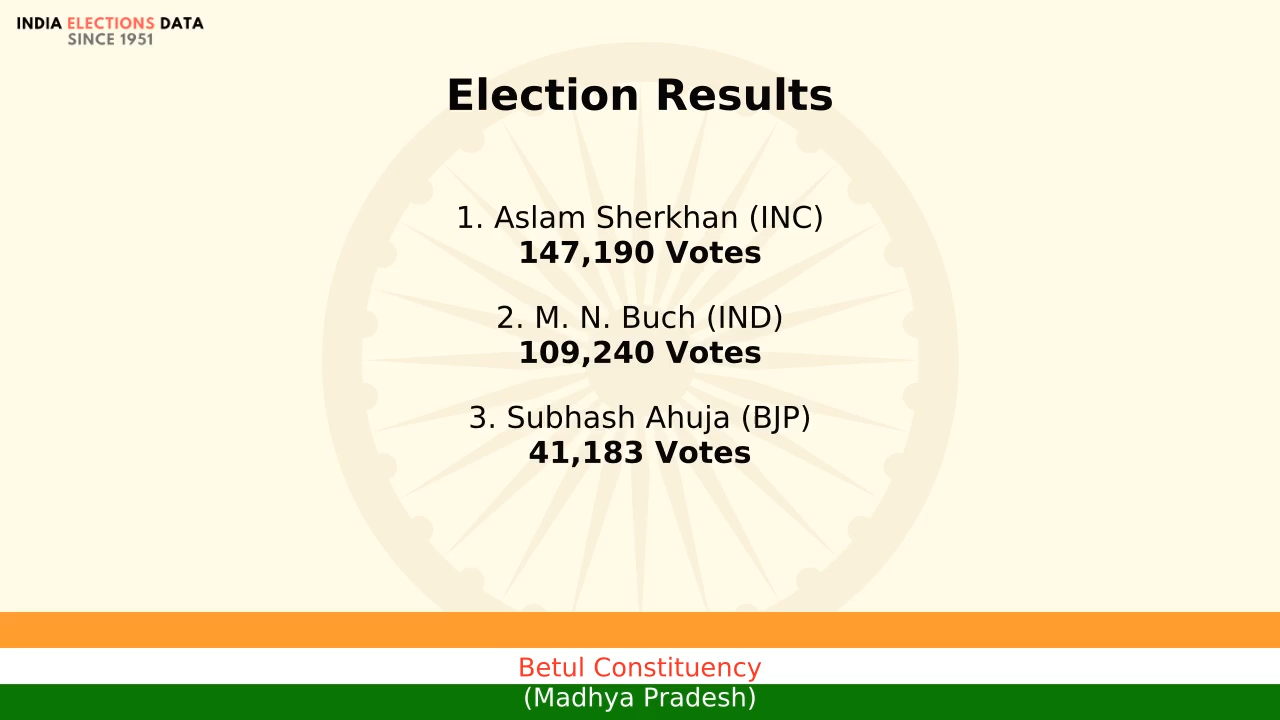 INDIA ELECTIONS DATA
SINCE 1951
Election Results
1. Aslam Sherkhan (INC)
147,190 Votes
2. M. N. Buch (IND)
109,240 Votes
3. Subhash Ahuja (BJP)
41,183 Votes
Betul Constituency
(Madhya Pradesh)